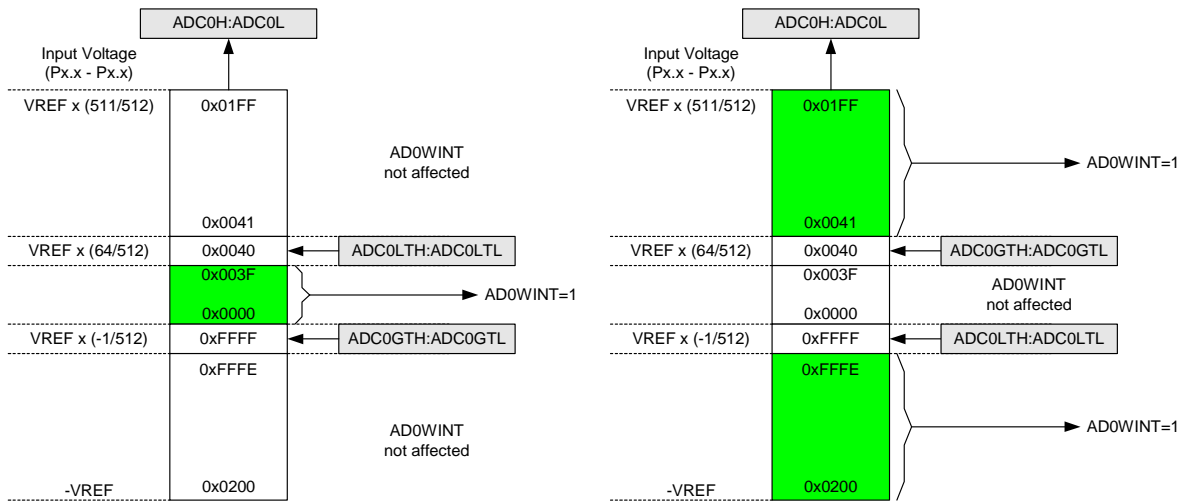 ADC0H:ADC0L
Input Voltage
(Px.x - Px.x)
VREF x (511/512)
0x01FF
AD0WINT
not affected
0x0041
VREF x (64/512)
0x0040
ADC0LTH:ADC0LTL
0x003F
AD0WINT=1
0x0000
VREF x (-1/512)
0xFFFF
ADC0GTH:ADC0GTL
0xFFFE
AD0WINT
not affected
-VREF
0x0200
ADC0H:ADC0L
Input Voltage
(Px.x - Px.x)
VREF x (511/512)
0x01FF
AD0WINT=1
0x0041
VREF x (64/512)
0x0040
ADC0GTH:ADC0GTL
0x003F
AD0WINT
not affected
0x0000
VREF x (-1/512)
0xFFFF
ADC0LTH:ADC0LTL
0xFFFE
AD0WINT=1
-VREF
0x0200